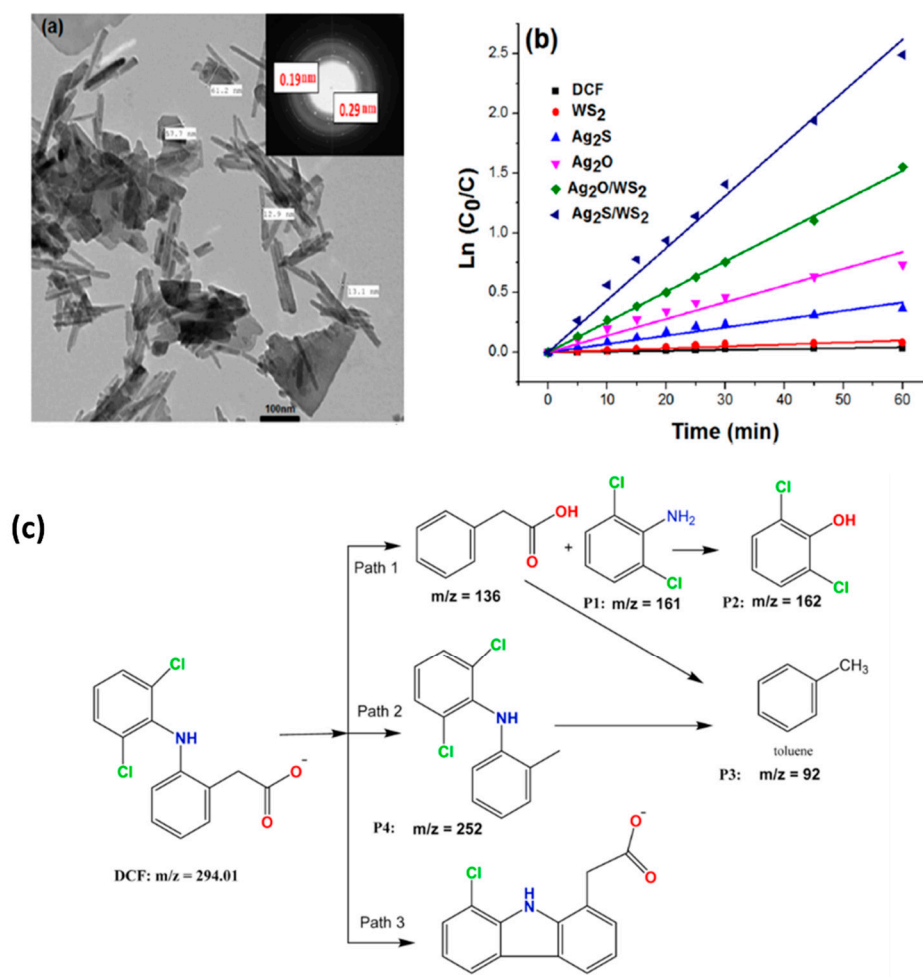 (a)
0.19 nm
0.29 nm
61.2 nm
57.7 nm
12.9 nm
13.1 nm
100nm
(b)
Ln (C0/C)
2.5
2.0
1.5
1.0
0.5
0.0
DCF
WS2
Ag2S
Ag2O
Ag2O/WS2
Ag2S/WS2
0 10 20 30 40 50 60
Time (min)
(c)
Path 1
OH
O
m/z = 136
+
Cl
NH2
Cl
P1: m/z = 161
Cl
OH
Cl
P2: m/z = 162
Cl
NH
Cl
O-
O
DCF: m/z = 294.01
Path 2
Cl
NH
Cl
P4: m/z = 252
CH3
toluene
P3: m/z = 92
Path 3
Cl
H
N
O-
O